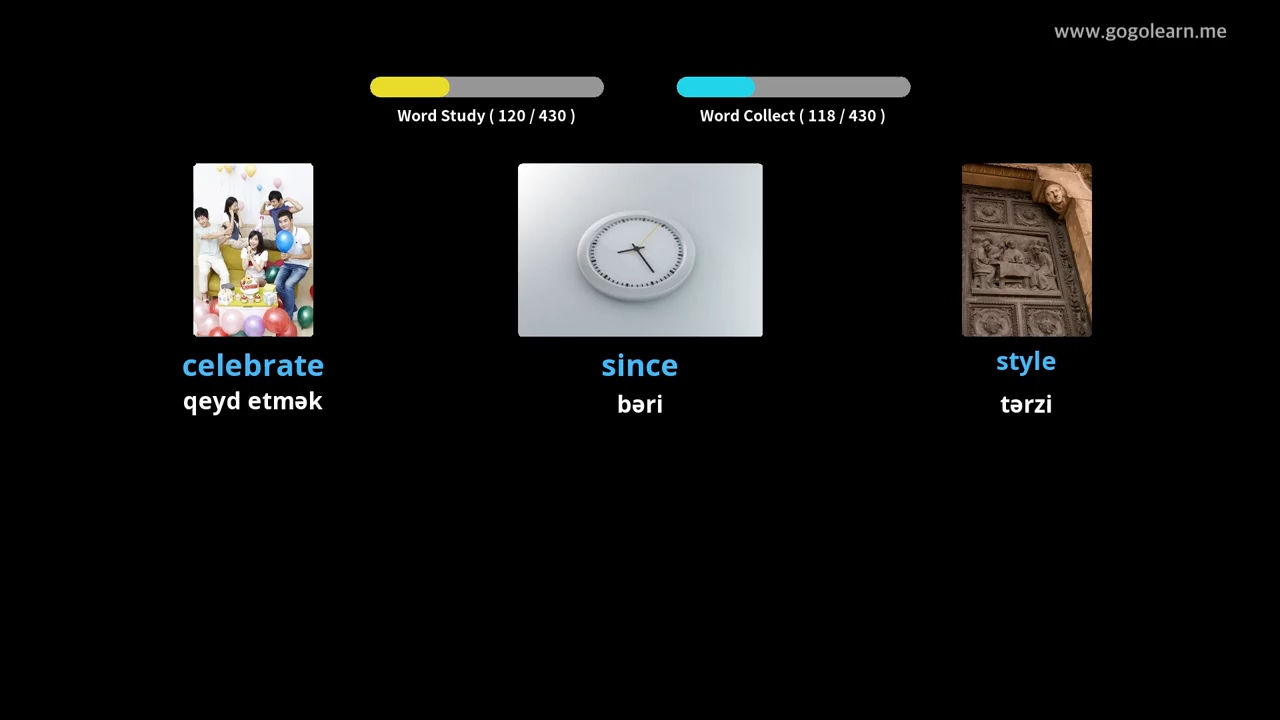 www.gogolearn.me
Word Study ( 120 / 430 )
Word Collect ( 118 / 430 )
celebrate
qeyd etmək
since
bəri
style
tərzi